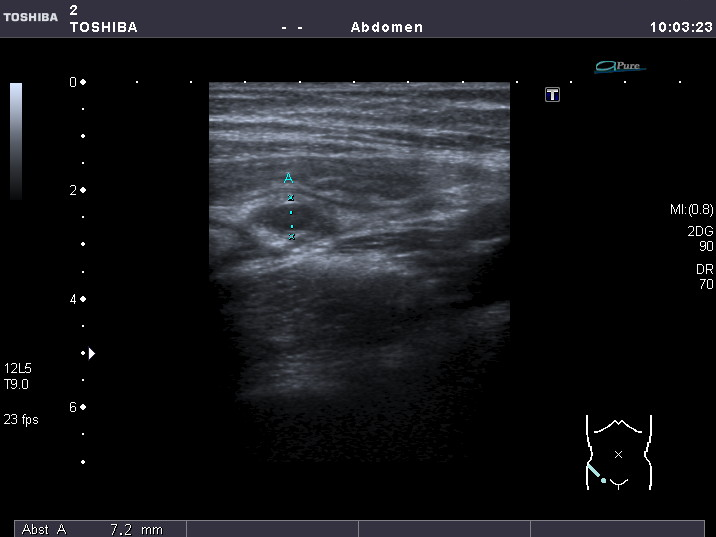 TOSHIBA
2
TOSHIBA - - Abdomen 10:03:23
aPure
0
T
A
2
MI:(0.8)
2DG
90
DR
70
4
12L5
T9.0
6
23 fps
Abst A 7.2 mm